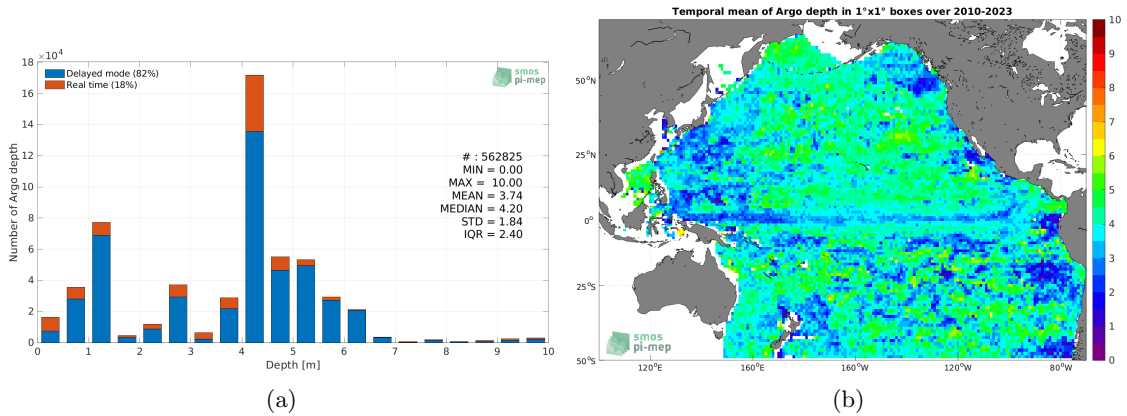 Temporal mean of Argo depth in 1°x1° boxes over 2010-2023
×10⁴
18
16
14
12
10
8
6
4
2
0
Number of Argo depth
Delayed mode (82%)
Real time (18%)
smos
pi-mep
# : 562825
MIN = 0.00
MAX = 10.00
MEAN = 3.74
MEDIAN = 4.20
STD = 1.84
IQR = 2.40
0 1 2 3 4 5 6 7 8 9 10
Depth [m]
(a)
50°N
25°N
0°
25°S
50°S
120°E 160°E 160°W 120°W 80°W
smos
pi-mep
10
9
8
7
6
5
4
3
2
1
0
(b)